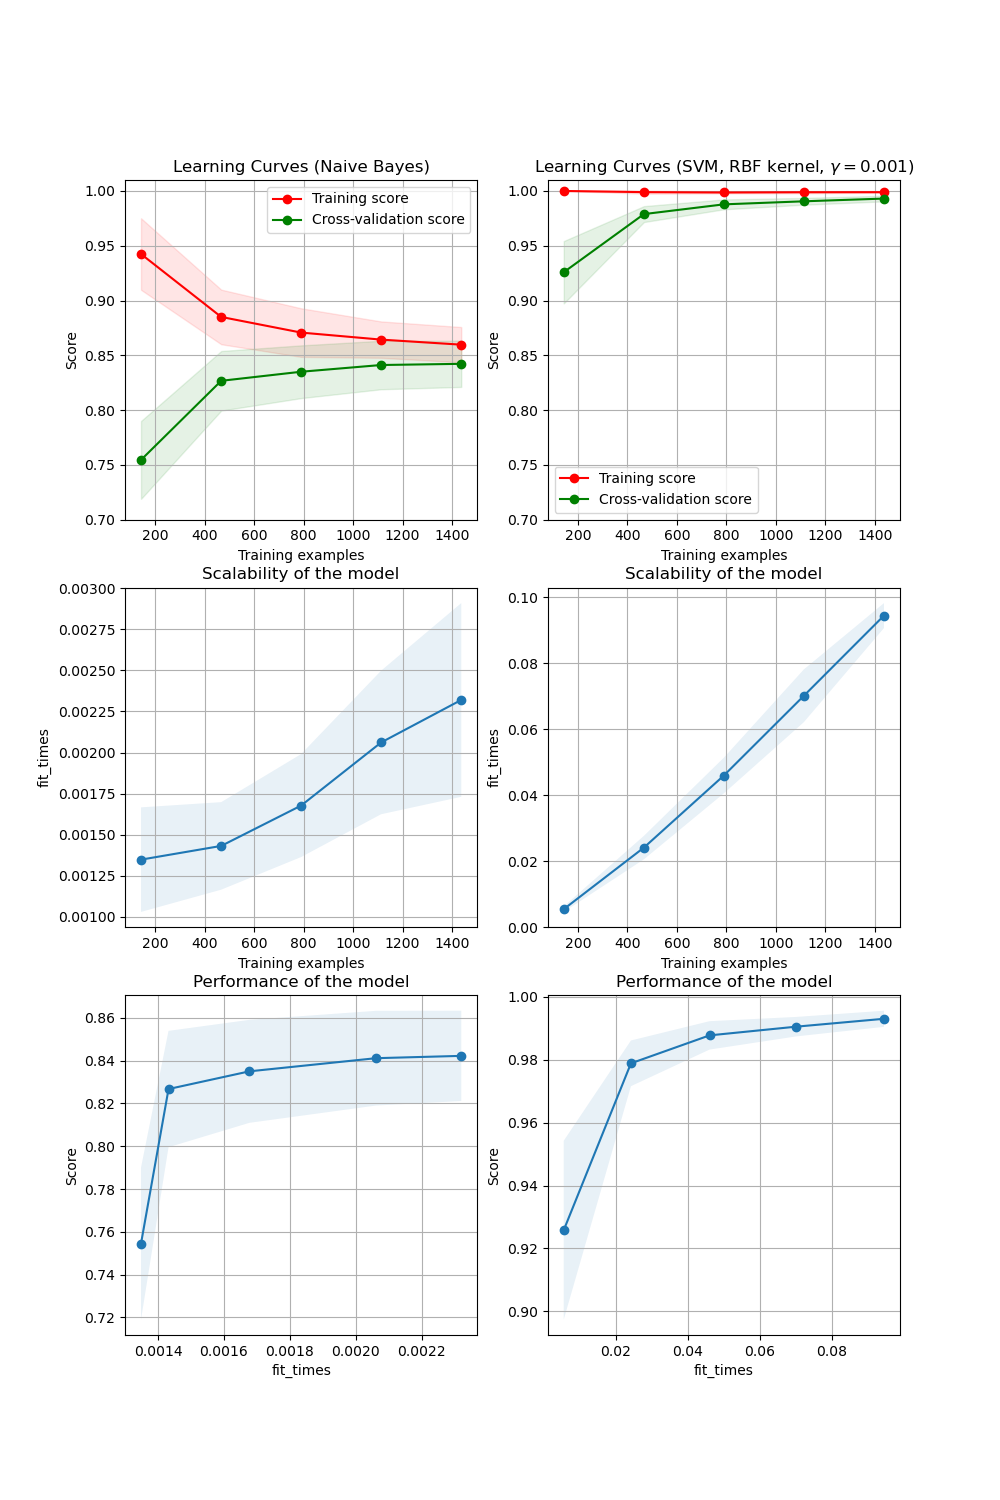 Learning Curves (Naive Bayes)
1.00
0.95
0.90
0.85
0.80
0.75
0.70
Score
Training score
Cross-validation score
200 400 600 800 1000 1200 1400
Training examples
Learning Curves (SVM, RBF kernel, γ = 0.001)
1.00
0.95
0.90
0.85
0.80
0.75
0.70
Score
Training score
Cross-validation score
200 400 600 800 1000 1200 1400
Training examples
Scalability of the model
0.00300
0.00275
0.00250
0.00225
0.00200
0.00175
0.00150
0.00125
0.00100
fit_times
200 400 600 800 1000 1200 1400
Training examples
Scalability of the model
0.10
0.08
0.06
0.04
0.02
0.00
fit_times
200 400 600 800 1000 1200 1400
Training examples
Performance of the model
0.86
0.84
0.82
0.80
0.78
0.76
0.74
0.72
Score
0.0014 0.0016 0.0018 0.0020 0.0022
fit_times
Performance of the model
1.00
0.98
0.96
0.94
0.92
0.90
Score
0.02 0.04 0.06 0.08
fit_times